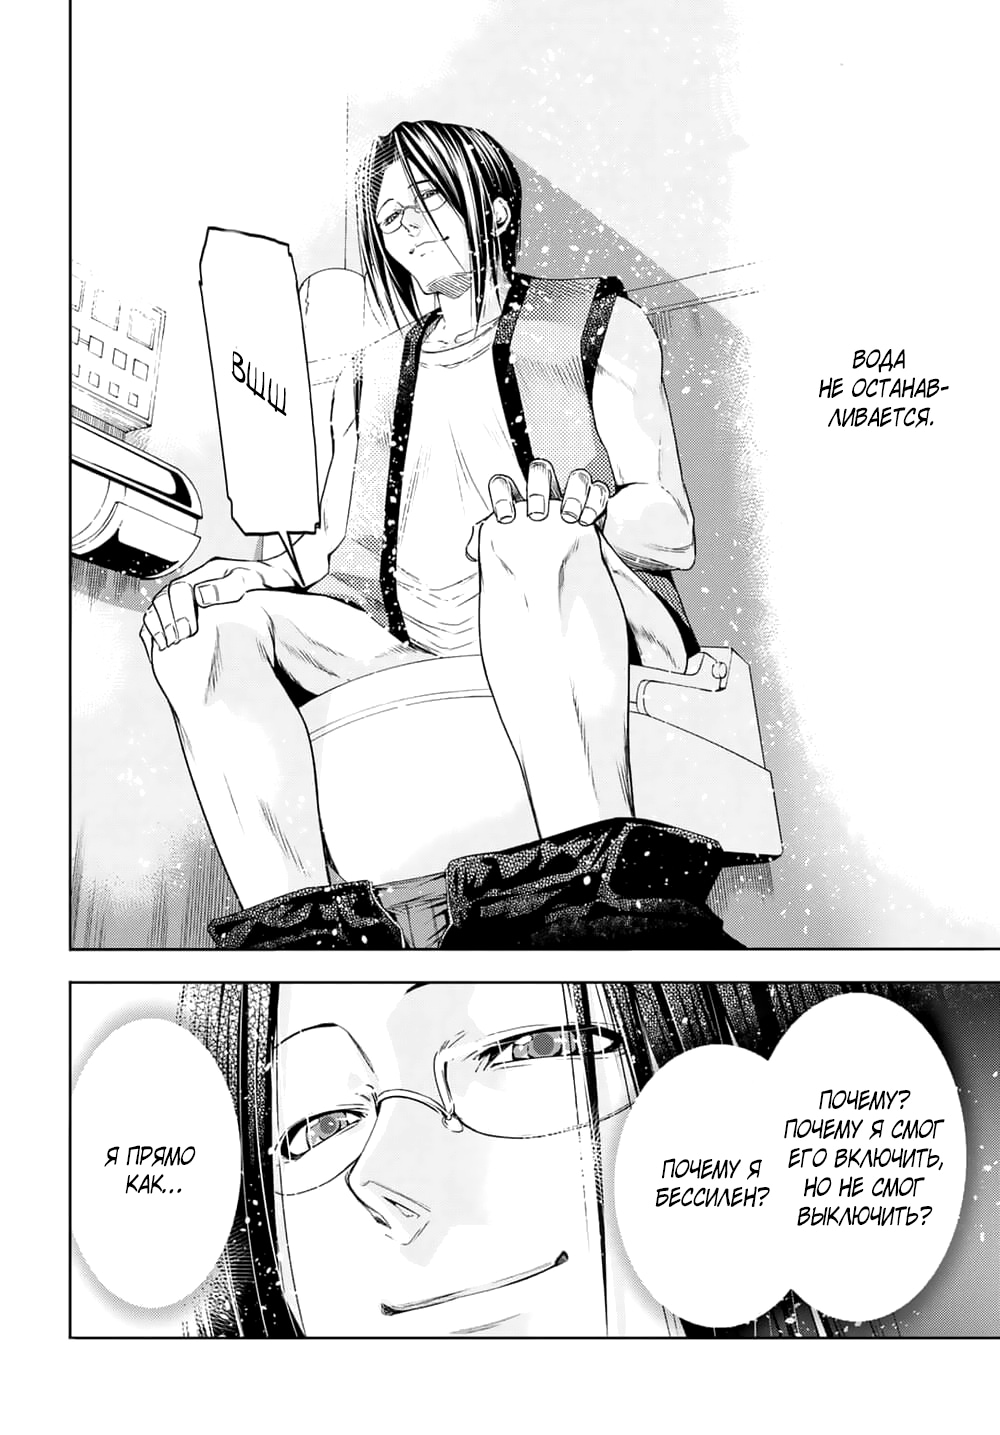 ВОДА
НЕ ОСТАНАВ-
ЛИВАЕТСЯ.
ВШШ
ПОЧЕМУ?
ПОЧЕМУ Я СМОГ
ЕГО ВКЛЮЧИТЬ,
НО НЕ СМОГ
ВЫКЛЮЧИТЬ?
ПОЧЕМУ Я
БЕССИЛЕН?
Я ПРЯМО
КАК...